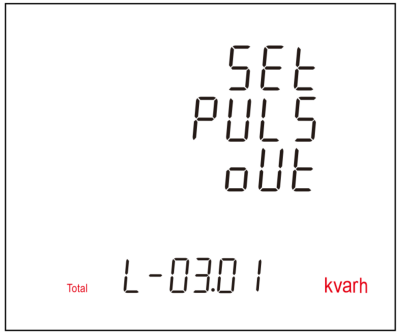 SEt
PULS
oUt
Total L-03.01 kvarh